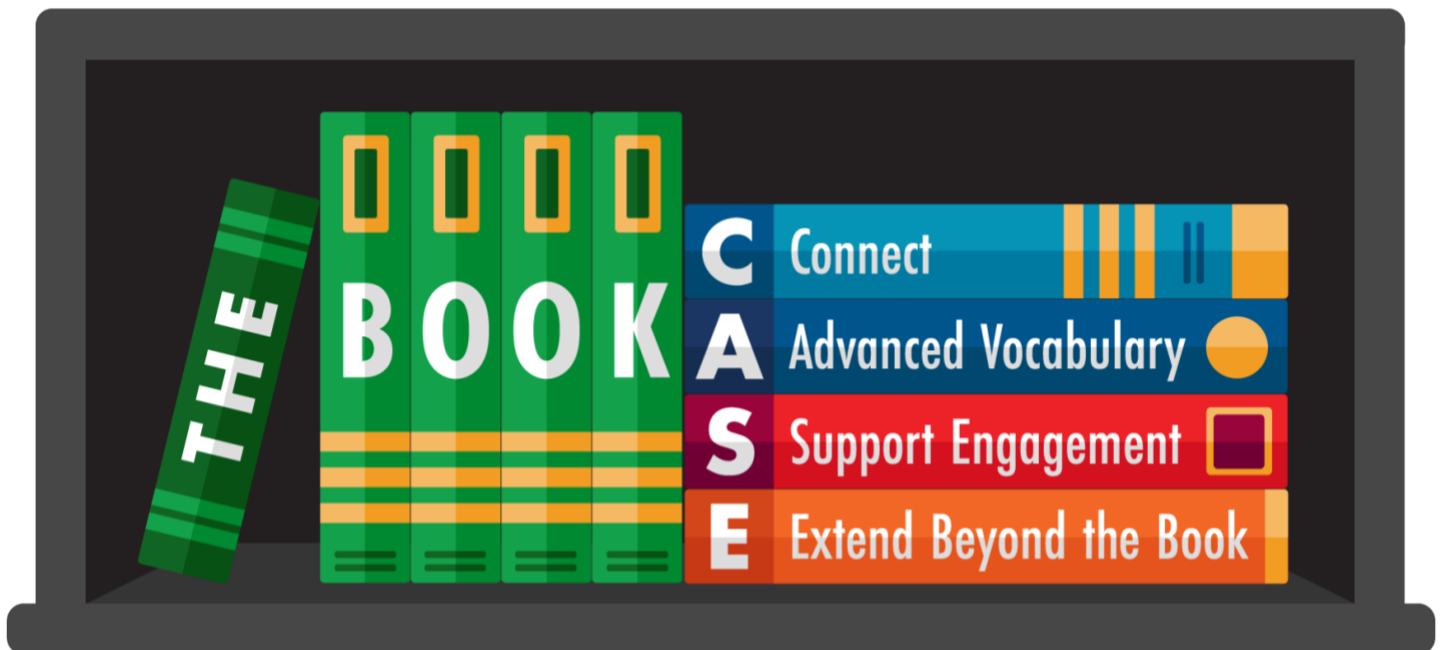 THE
BOOK
C Connect
A Advanced Vocabulary
S Support Engagement
E Extend Beyond the Book